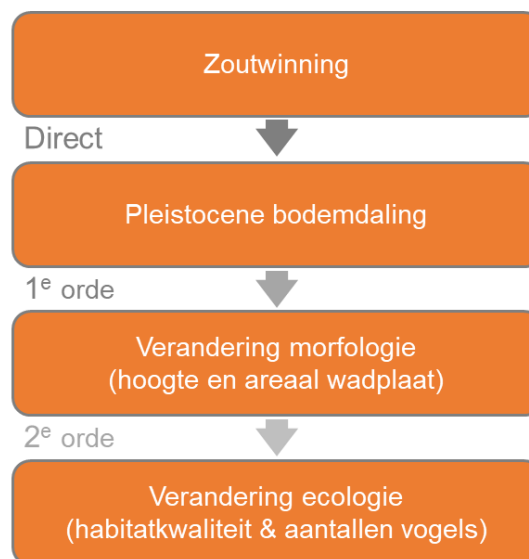 Zoutwinning
Direct
Pleistocene bodemdaling
1e orde
Verandering morfologie
(hoogte en areaal wadplaat)
2e orde
Verandering ecologie
(habitatkwaliteit & aantallen vogels)